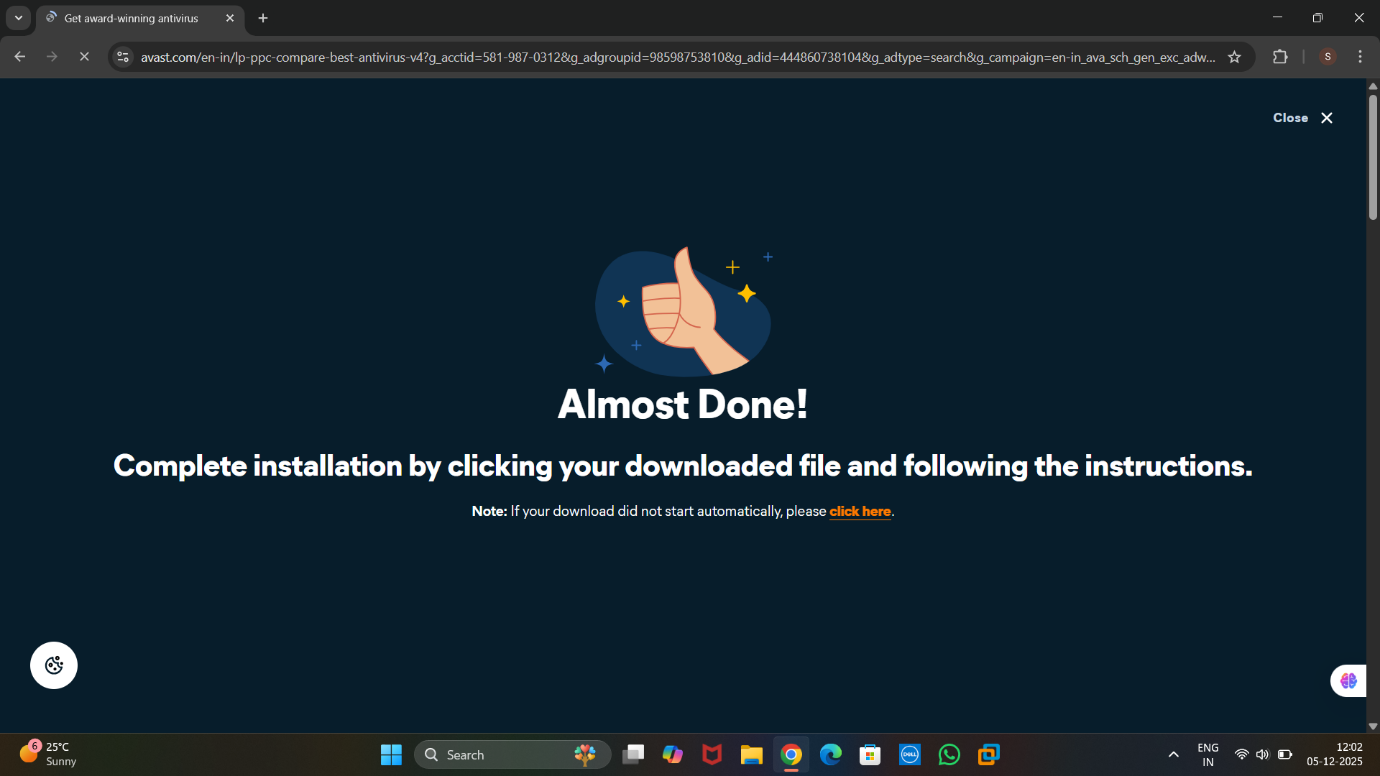 Get award-winning antivirus
avast.com/en-in/lp-ppc-compare-best-antivirus-v4?g_acctid=581-987-0312&g_adgroupid=98598753810&g_adid=444860738104&g_adtype=search&g_campaign=en-in_ava_sch_gen_exc_adw...
S
Close
Almost Done!
Complete installation by clicking your downloaded file and following the instructions.
Note: If your download did not start automatically, please click here.
6
25°C
Sunny
Search
DELL
ENG
IN
12:02
05-12-2025